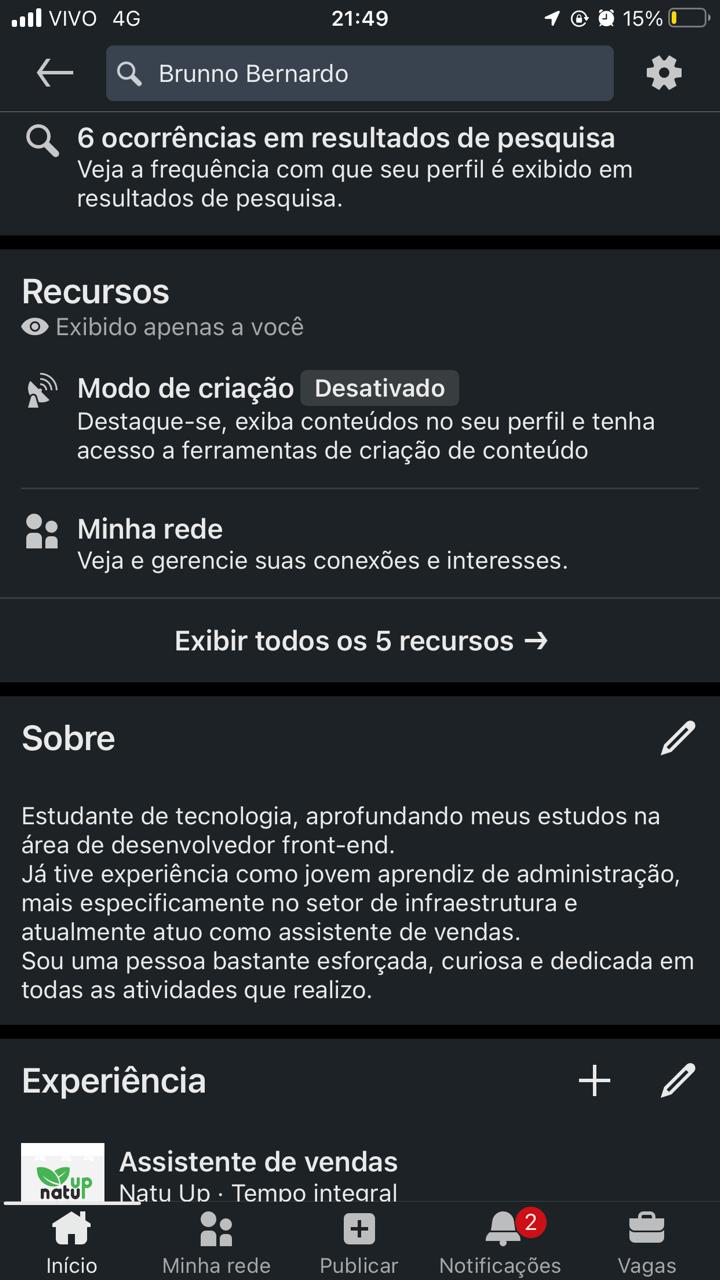 VIVO 4G 21:49 15%
Brunno Bernardo
6 ocorrências em resultados de pesquisa
Veja a frequência com que seu perfil é exibido em
resultados de pesquisa.
Recursos
Exibido apenas a você
Modo de criação Desativado
Destaque-se, exiba conteúdos no seu perfil e tenha
acesso a ferramentas de criação de conteúdo
Minha rede
Veja e gerencie suas conexões e interesses.
Exibir todos os 5 recursos →
Sobre
Estudante de tecnologia, aprofundando meus estudos na
área de desenvolvedor front-end.
Já tive experiência como jovem aprendiz de administração,
mais especificamente no setor de infraestrutura e
atualmente atuo como assistente de vendas.
Sou uma pessoa bastante esforçada, curiosa e dedicada em
todas as atividades que realizo.
Experiência
natup up
Assistente de vendas
Natu Up · Tempo integral
2
Início Minha rede Publicar Notificações Vagas